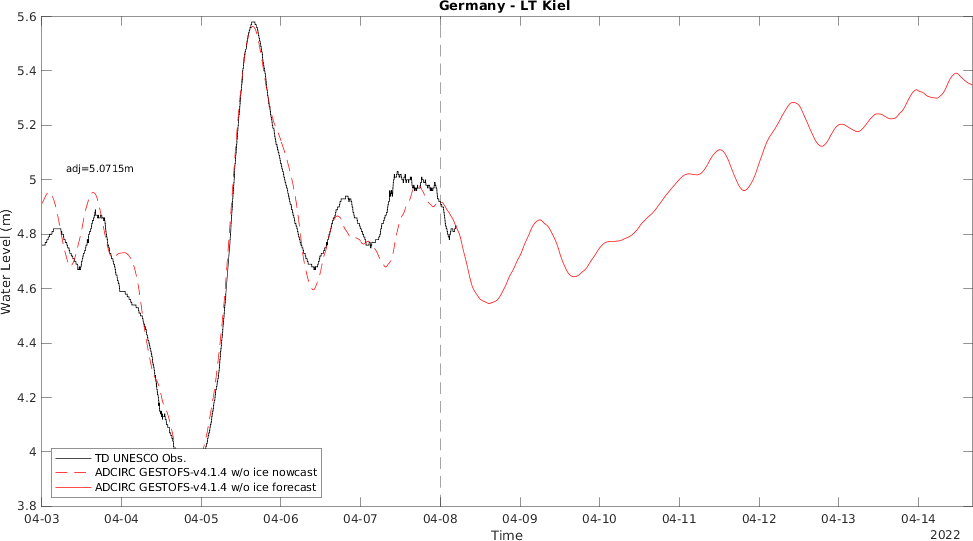 Germany - LT Kiel
5.6
5.4
5.2
5
4.8
4.6
4.4
4.2
4
3.8
Water Level (m)
adj=5.0715m
TD UNESCO Obs.
ADCIRC GESTOFS-v4.1.4 w/o ice nowcast
ADCIRC GESTOFS-v4.1.4 w/o ice forecast
04-03 04-04 04-05 04-06 04-07 04-08 04-09 04-10 04-11 04-12 04-13 04-14
Time
2022